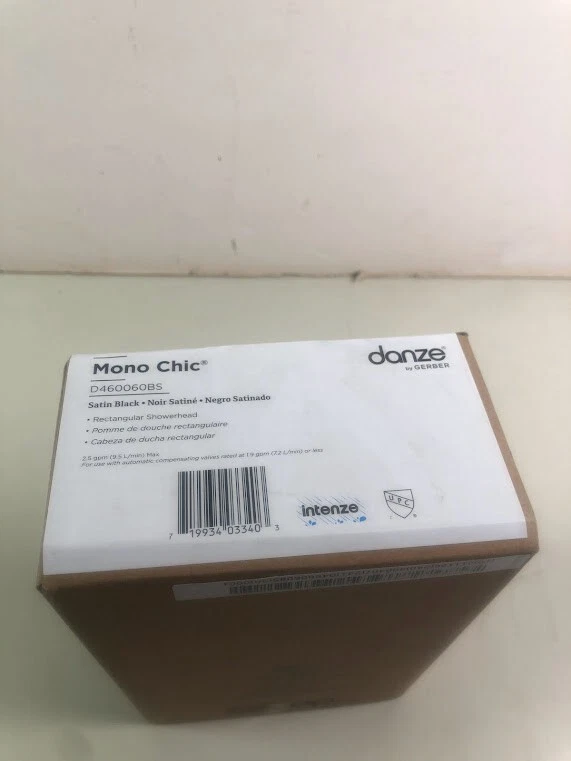 Mono Chic®
D460060BS
Satin Black • Noir Satiné • Negro Satinado
• Rectangular Showerhead
• Pomme de douche rectangulaire
• Cabeza de ducha rectangular
2.5 gpm (9.5 L/min) Max
For use with automatic compensating valves rated at 1.9 gpm (7.2 L/min) or less
7 19934 03340 3
intenze
UPC
danze®
by GERBER